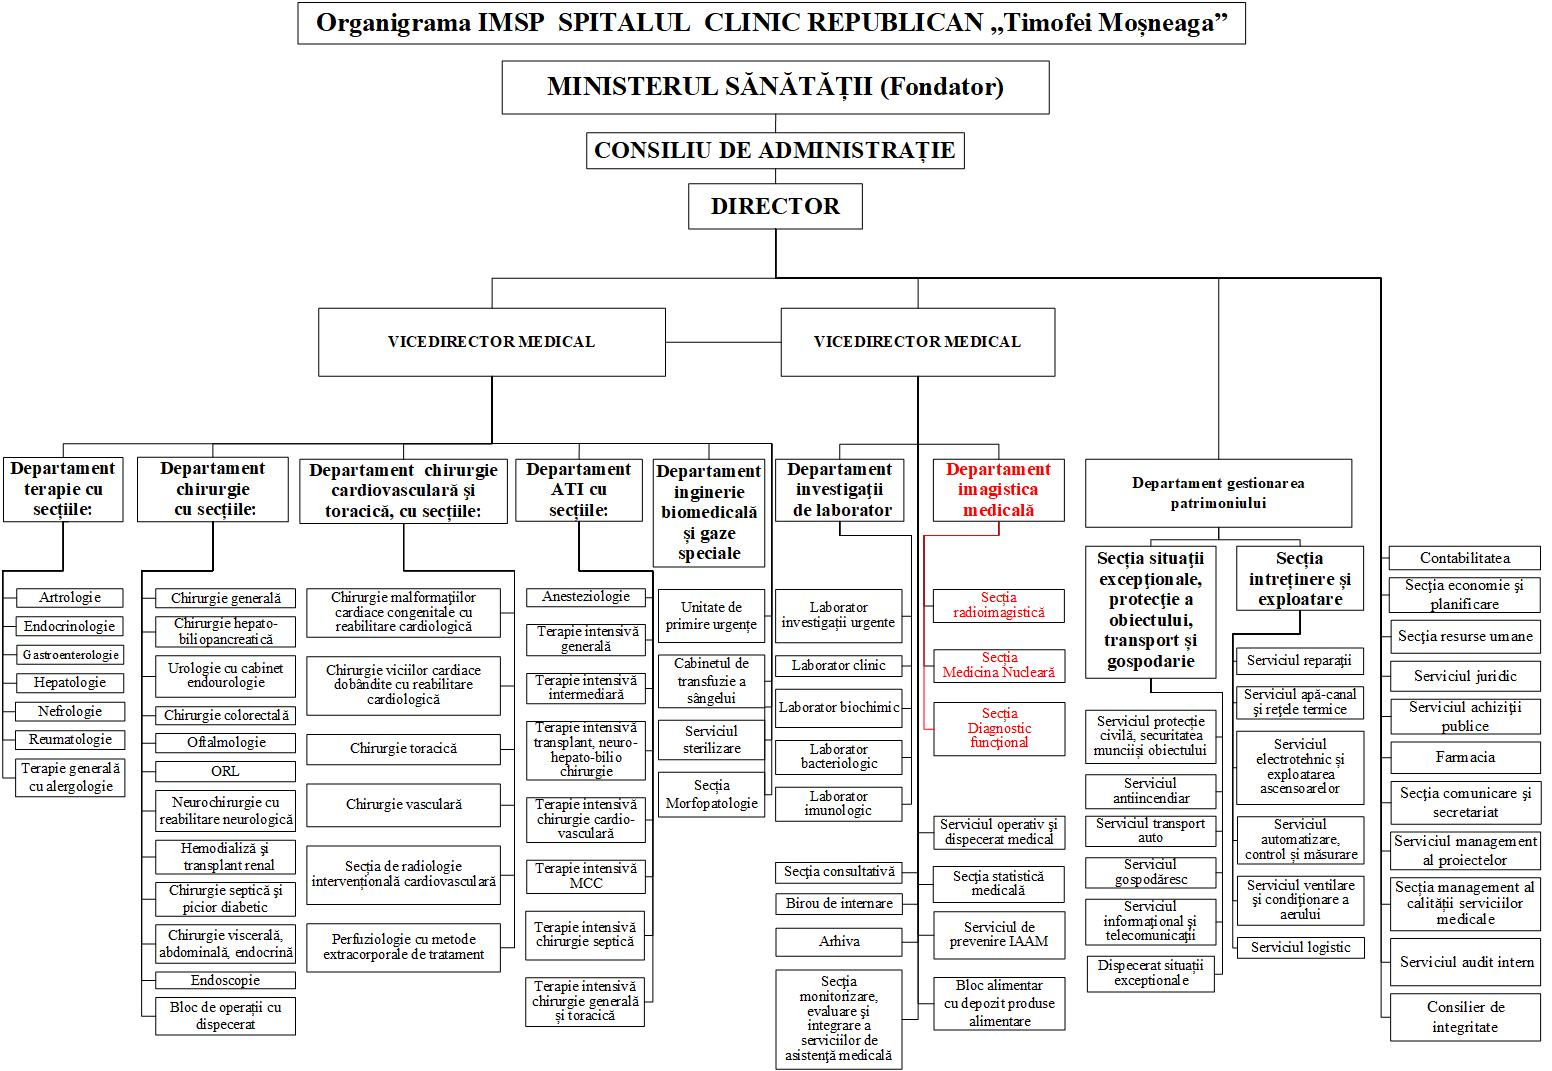 Organigrama IMSP SPITALUL CLINIC REPUBLICAN „Timofei Moșneaga”
MINISTERUL SĂNĂTĂȚII (Fondator)
CONSILIU DE ADMINISTRAȚIE
DIRECTOR
VICEDIRECTOR MEDICAL
VICEDIRECTOR MEDICAL
Departament
terapie cu
secțiile:
Artrologie
Endocrinologie
Gastroenterologie
Hepatologie
Nefrologie
Reumatologie
Terapie generală
cu alergologie
Departament
chirurgie
cu secțiile:
Chirurgie generală
Chirurgie hepato-
biliopancreatică
Urologie cu cabinet
endourologie
Chirurgie colorectală
Oftalmologie
ORL
Neurochirurgie cu
reabilitare neurologică
Hemodializă şi
transplant renal
Chirurgie septică şi
picior diabetic
Chirurgie viscerală,
abdominală, endocrină
Endoscopie
Bloc de operații cu
dispecerat
Departament chirurgie
cardiovasculară și
toracică, cu secțiile:
Chirurgie malformaţiilor
cardiace congenitale cu
reabilitare cardiologică
Chirurgie viciilor cardiace
dobândite cu reabilitare
cardiologică
Chirurgie toracică
Chirurgie vasculară
Secția de radiologie
intervențională cardiovasculară
Perfuziologie cu metode
extracorporale de tratament
Departament
ATI cu
secțiile:
Anesteziologie
Terapie intensivă
generală
Terapie intensivă
intermediară
Terapie intensivă
transplant, neuro-
hepato-bilio
chirurgie
Terapie intensivă
chirurgie cardio-
vasculară
Terapie intensivă
MCC
Terapie intensivă
chirurgie septică
Terapie intensivă
chirurgie generală
și toracică
Departament
inginerie
biomedicală
și gaze
speciale
Unitate de
primire urgențe
Cabinetul de
transfuzie a
sângelui
Serviciul
sterilizare
Secția
Morfopatologie
Departament
investigații
de laborator
Laborator
investigații urgente
Laborator clinic
Laborator biochimic
Laborator
bacteriologic
Laborator
imunologic
Secția consultativă
Birou de internare
Arhiva
Secția
monitorizare,
evaluare şi
integrare a
serviciilor de
asistență medicală
Departament
imagistica
medicală
Secția
radioimagistică
Secția
Medicina Nucleară
Secția
Diagnostic
funcțional
Serviciul operativ şi
dispecerat medical
Secția statistică
medicală
Serviciul de
prevenire IAAM
Bloc alimentar
cu depozit produse
alimentare
Departament gestionarea
patrimoniului
Secția situații
excepționale,
protecție a
obiectului,
transport și
gospodarie
Serviciul protecție
civilă, securitatea
munciiși obiectului
Serviciul
antiincendiar
Serviciul transport
auto
Serviciul
gospodăresc
Serviciul
informațional şi
telecomunicații
Dispecerat situații
exceptionale
Secția
intreținere și
exploatare
Serviciul reparații
Serviciul apă-canal
şi rețele termice
Serviciul
electrotehnic și
exploatarea
ascensoarelor
Serviciul
automatizare,
control și măsurare
Serviciul ventilare
şi condiționare a
aerului
Serviciul logistic
Contabilitatea
Secția economie şi
planificare
Secția resurse umane
Serviciul juridic
Serviciul achiziții
publice
Farmacia
Secția comunicare și
secretariat
Serviciul management
al proiectelor
Secția management al
calității serviciilor
medicale
Serviciul audit intern
Consilier de
integritate